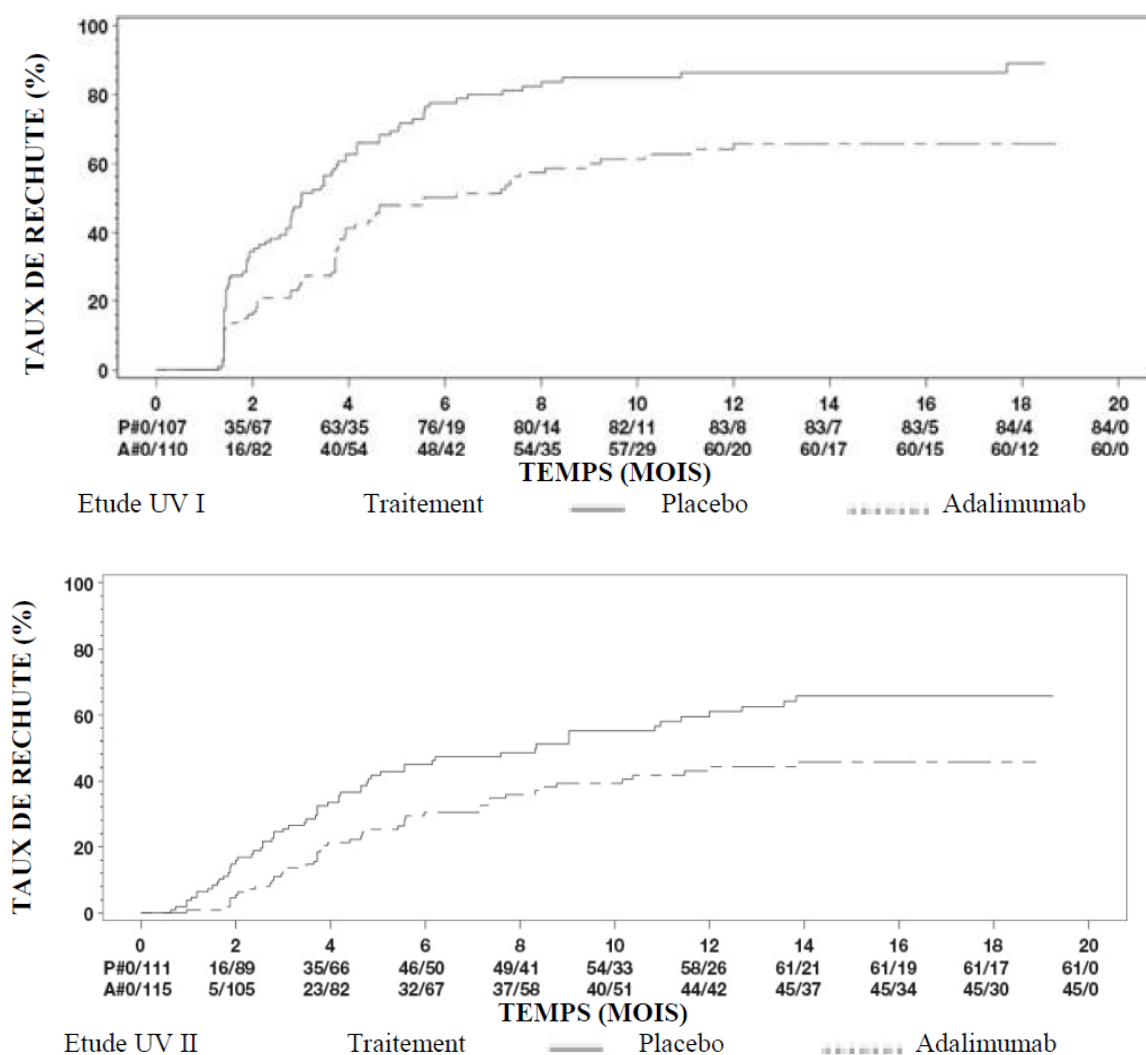 TAUX DE RECHUTE (%)
100
80
60
40
20
0
0 2 4 6 8 10 12 14 16 18 20
P#0/107 35/67 63/35 76/19 80/14 82/11 83/8 83/7 83/5 84/4 84/0
A#0/110 16/82 40/54 48/42 54/35 57/29 60/20 60/17 60/15 60/12 60/0
TEMPS (MOIS)
Etude UV I Traitement Placebo Adalimumab
TAUX DE RECHUTE (%)
100
80
60
40
20
0
0 2 4 6 8 10 12 14 16 18 20
P#0/111 16/89 35/66 46/50 49/41 54/33 58/26 61/21 61/19 61/17 61/0
A#0/115 5/105 23/82 32/67 37/58 40/51 44/42 45/37 45/34 45/30 45/0
TEMPS (MOIS)
Etude UV II Traitement Placebo Adalimumab